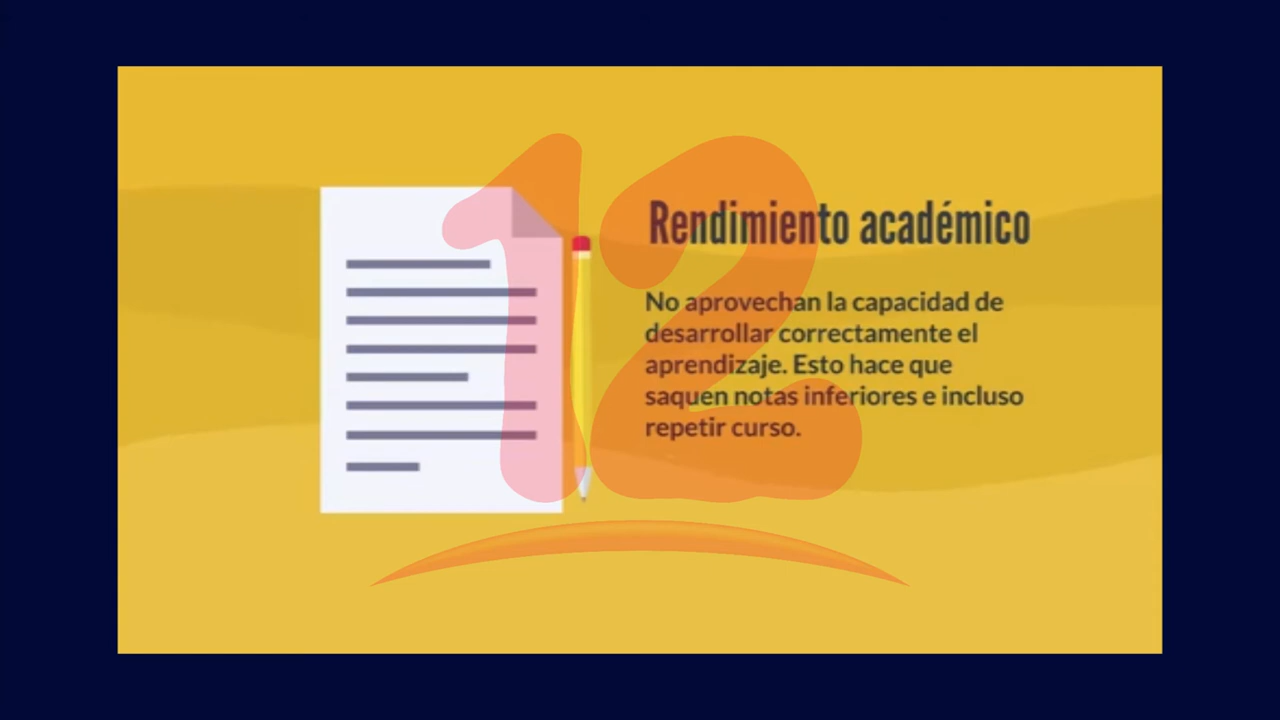 12
Rendimiento académico
No aprovechan la capacidad de
desarrollar correctamente el
aprendizaje. Esto hace que
saquen notas inferiores e incluso
repetir curso.